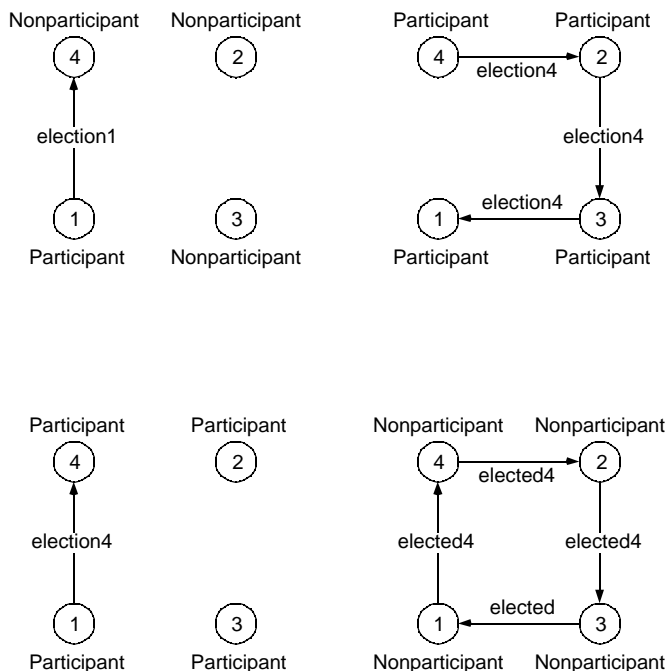 Nonparticipant Nonparticipant Participant Participant
4 2 4 2
election4
election1 election4
election4
1 3 1 3
Participant Nonparticipant Participant Participant
Participant Participant Nonparticipant Nonparticipant
4 2 4 2
elected4
election4 elected4 elected4
elected
1 3 1 3
Participant Participant Nonparticipant Nonparticipant